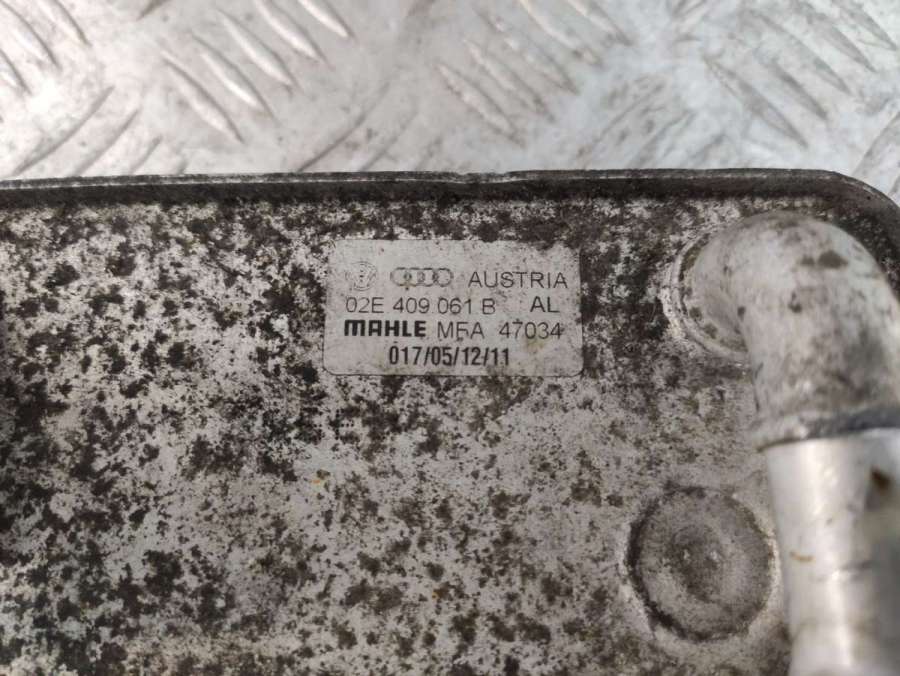 AUSTRIA
02E 409 061 B AL
MAHLE MFA 47034
017/05/12/11